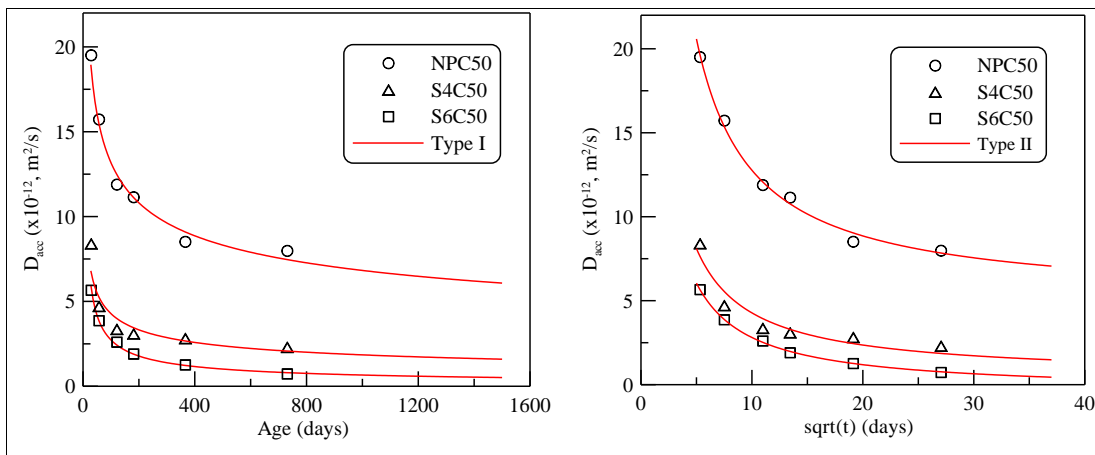 20
15
10
5
0
D_acc (x10^-12, m^2/s)
0 400 800 1200 1600
Age (days)
NPC50
S4C50
S6C50
Type I
20
15
10
5
0
D_acc (x10^-12, m^2/s)
0 10 20 30 40
sqrt(t) (days)
NPC50
S4C50
S6C50
Type II